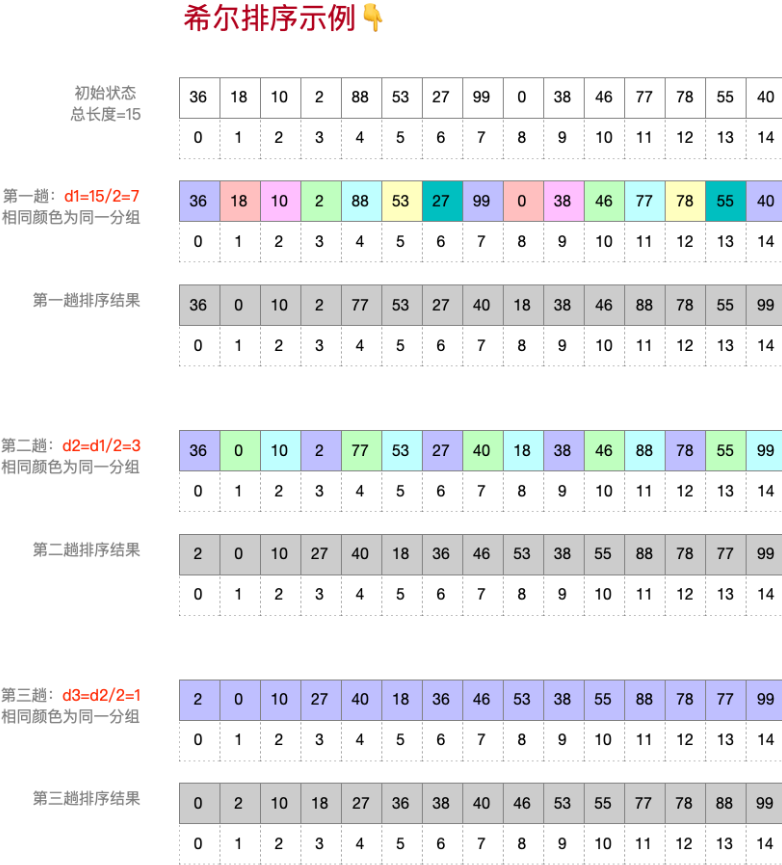 希尔排序示例👇
初始状态
总长度=15
36 18 10 2 88 53 27 99 0 38 46 77 78 55 40
0 1 2 3 4 5 6 7 8 9 10 11 12 13 14
第一趟：d1=15/2=7
相同颜色为同一分组
36 18 10 2 88 53 27 99 0 38 46 77 78 55 40
0 1 2 3 4 5 6 7 8 9 10 11 12 13 14
第一趟排序结果
36 0 10 2 77 53 27 40 18 38 46 88 78 55 99
0 1 2 3 4 5 6 7 8 9 10 11 12 13 14
第二趟：d2=d1/2=3
相同颜色为同一分组
36 0 10 2 77 53 27 40 18 38 46 88 78 55 99
0 1 2 3 4 5 6 7 8 9 10 11 12 13 14
第二趟排序结果
2 0 10 27 40 18 36 46 53 38 55 88 78 77 99
0 1 2 3 4 5 6 7 8 9 10 11 12 13 14
第三趟：d3=d2/2=1
相同颜色为同一分组
2 0 10 27 40 18 36 46 53 38 55 88 78 77 99
0 1 2 3 4 5 6 7 8 9 10 11 12 13 14
第三趟排序结果
0 2 10 18 27 36 38 40 46 53 55 77 78 88 99
0 1 2 3 4 5 6 7 8 9 10 11 12 13 14